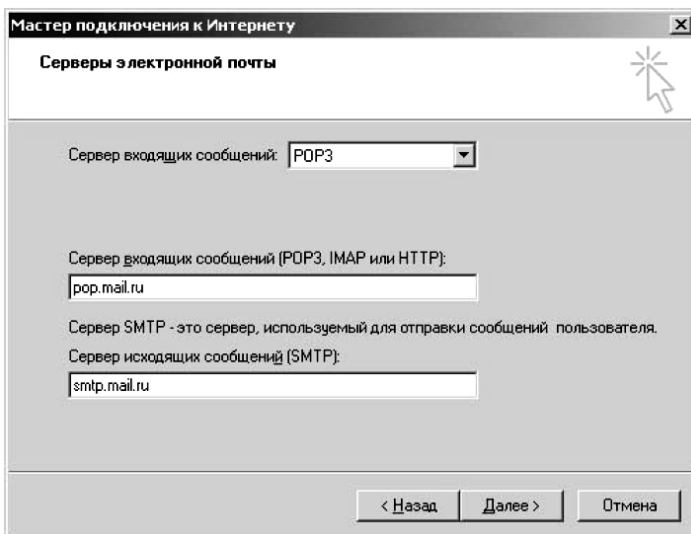 Мастер подключения к Интернету
Серверы электронной почты
Сервер входящих сообщений: POP3
Сервер входящих сообщений (POP3, IMAP или HTTP):
pop.mail.ru
Сервер SMTP - это сервер, используемый для отправки сообщений пользователя.
Сервер исходящих сообщений (SMTP):
smtp.mail.ru
< Назад Далее > Отмена